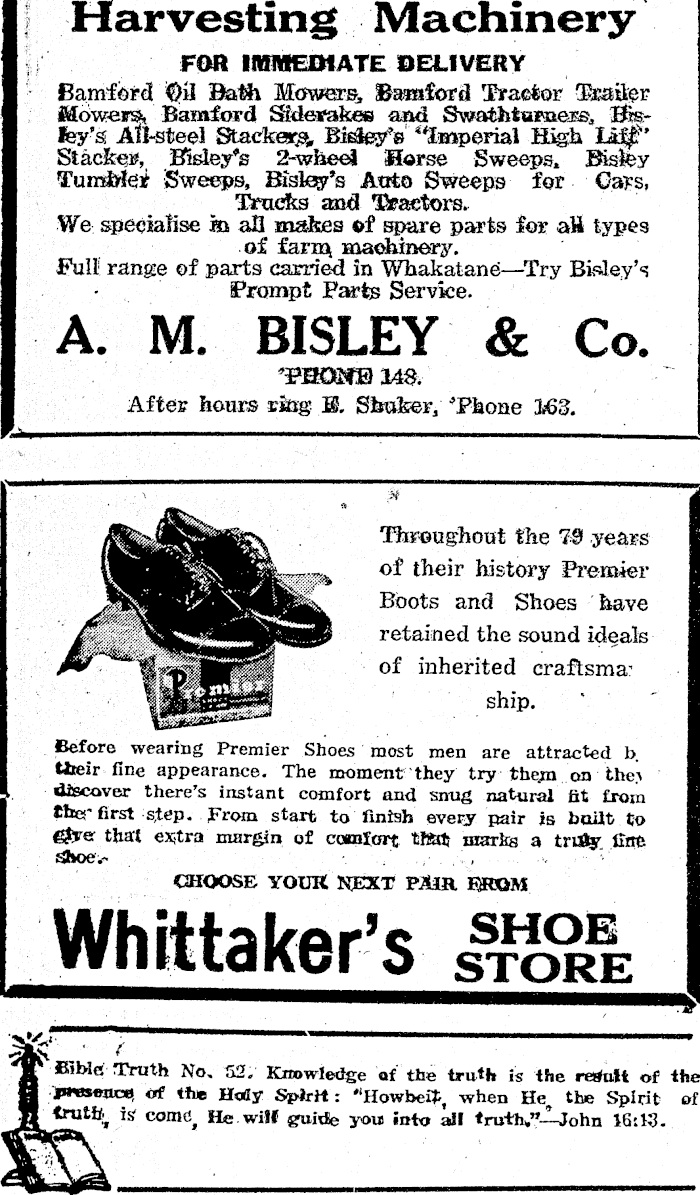 Harvesting Machinery
FOR IMMEDIATE DELIVERY
Bamford Oil Bath Mowers, Bamford Tractor Trailer
Mowers, Bamford Siderakes and Swathturners, Bis-
ley's All-steel Stackers, Bisley's "Imperial High Lift"
Stacker, Bisley's 2-wheel Horse Sweeps, Bisley
Tumbler Sweeps, Bisley's Auto Sweeps for Cars,
Trucks and Tractors.
We specialise in all makes of spare parts for all types
of farm machinery.
Full range of parts carried in Whakatane—Try Bisley's
Prompt Parts Service.
A. M. BISLEY & Co.
'PHONE 148.
After hours ring E. Shuker, 'Phone 163.
Throughout the 79 years
of their history Premier
Boots and Shoes have
retained the sound ideals
of inherited craftsma
ship.
Premier
Before wearing Premier Shoes most men are attracted b
their fine appearance. The moment they try them on they
discover there's instant comfort and snug natural fit from
the first step. From start to finish every pair is built to
give that extra margin of comfort that marks a truly fine
shoe.
CHOOSE YOUR NEXT PAIR FROM
Whittaker's SHOE STORE
Bible Truth No. 52. Knowledge of the truth is the result of the
presence of the Holy Spirit: "Howbeit, when He, the Spirit of
truth, is come, He will guide you into all truth."—John 16:13.